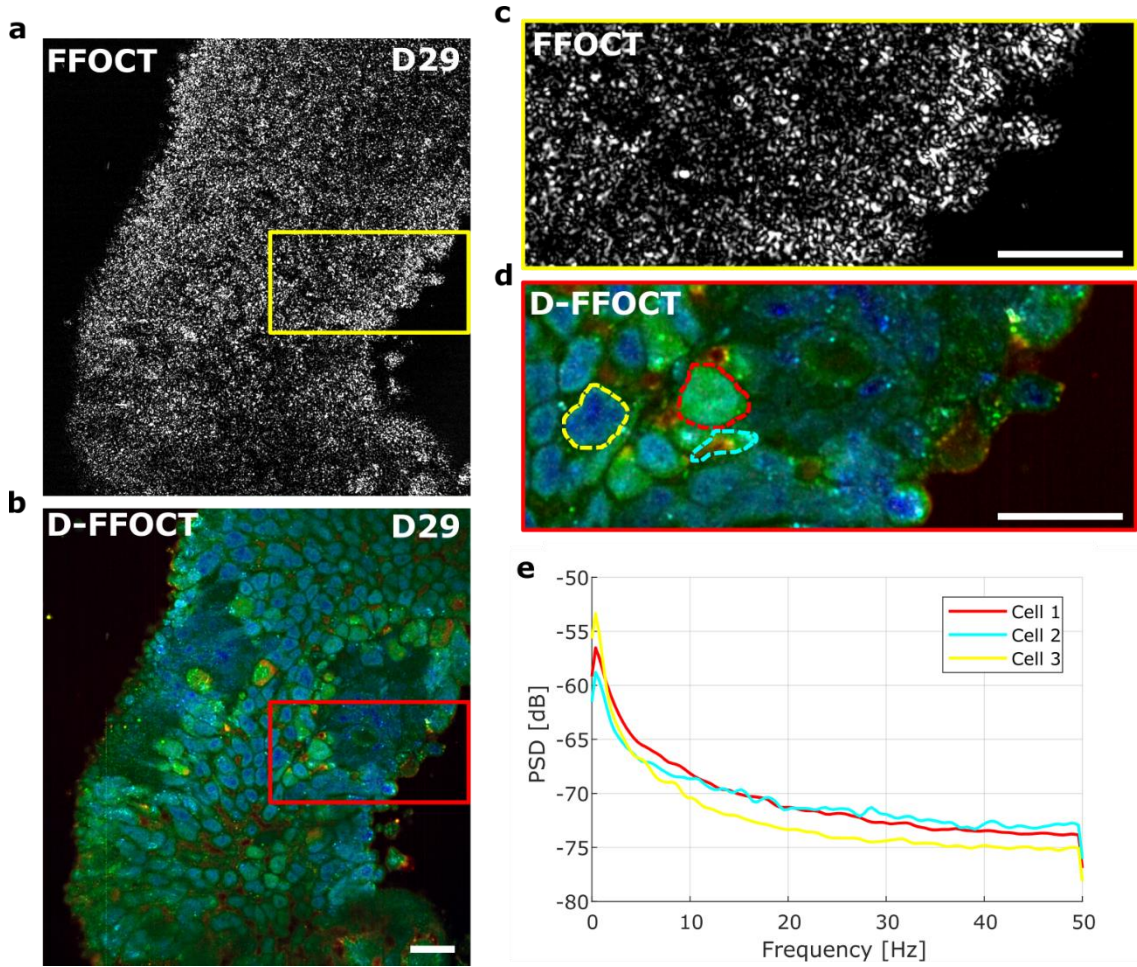 a
FFOCT D29
b
D-FFOCT D29
c
FFOCT
d
D-FFOCT
e
-50
-55
-60
-65
-70
-75
-80
PSD [dB]
Cell 1
Cell 2
Cell 3
0 10 20 30 40 50
Frequency [Hz]